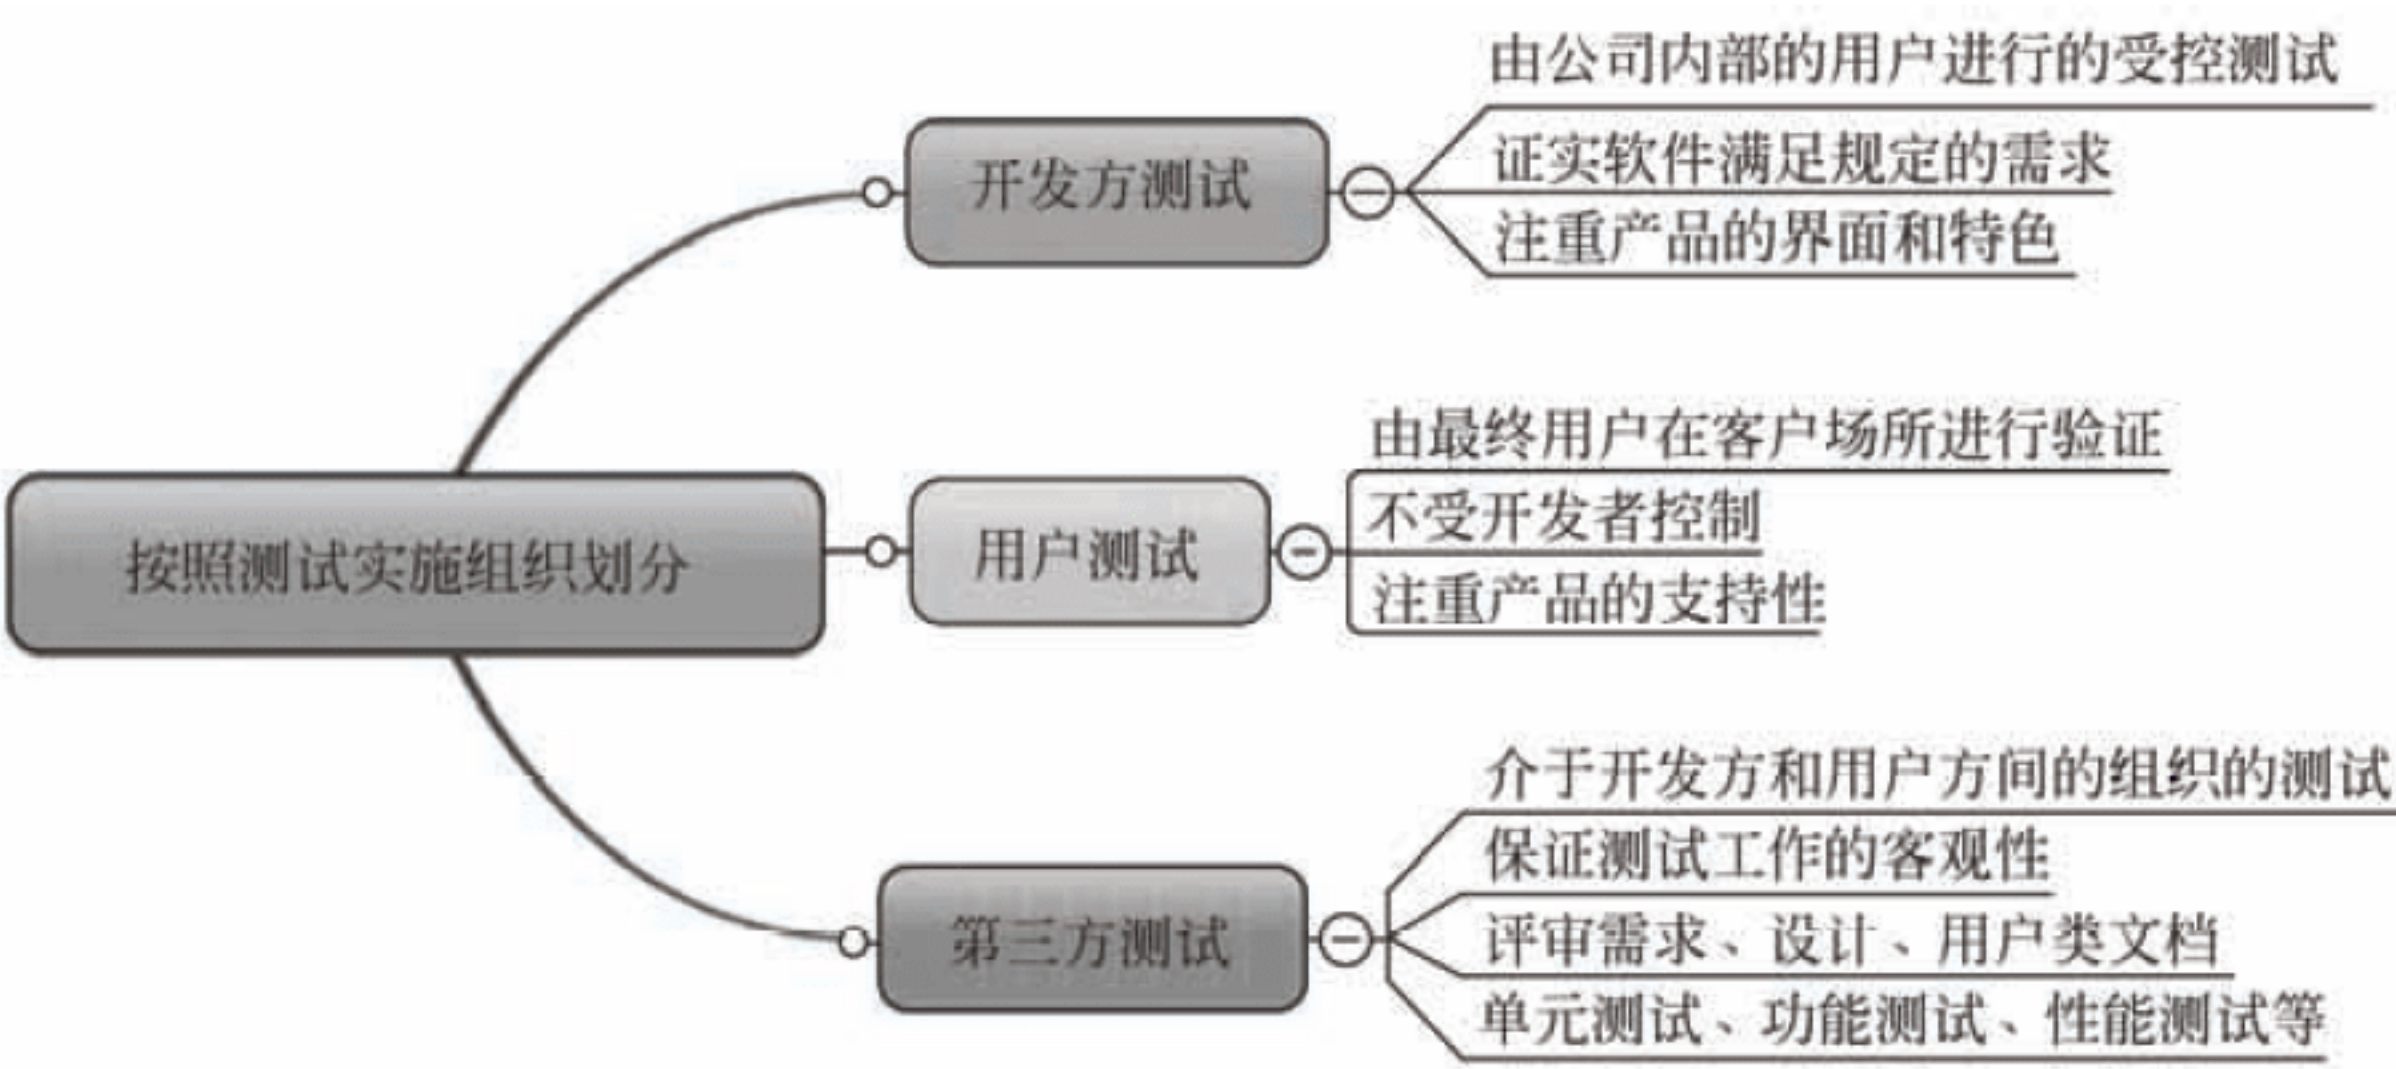 按照测试实施组织划分
开发方测试
由公司内部的用户进行的受控测试
证实软件满足规定的需求
注重产品的界面和特色
用户测试
由最终用户在客户场所进行验证
不受开发者控制
注重产品的支持性
第三方测试
介于开发方和用户方间的组织的测试
保证测试工作的客观性
评审需求、设计、用户类文档
单元测试、功能测试、性能测试等